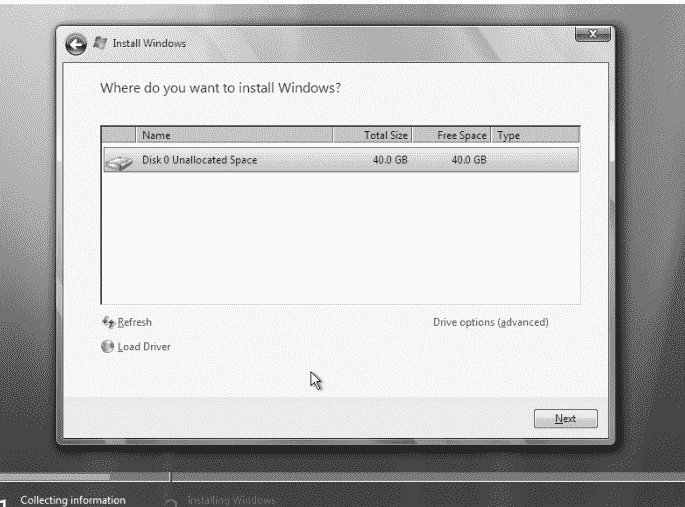 Install Windows
Where do you want to install Windows?
Name Total Size Free Space Type
Disk 0 Unallocated Space 40.0 GB 40.0 GB
Refresh Drive options (advanced)
Load Driver
Next
1 Collecting information 2 Installing Windows